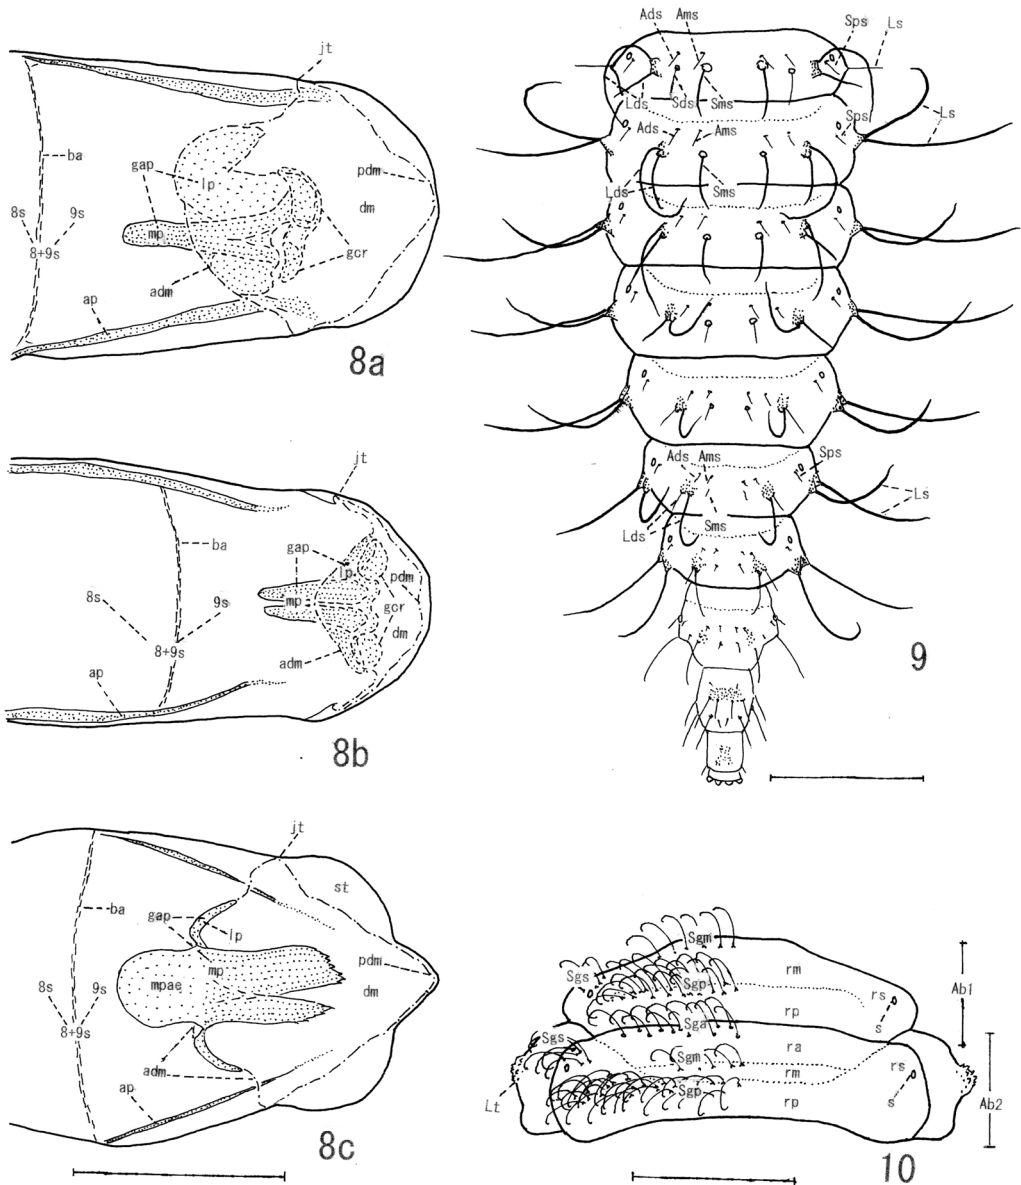 jt
ba
gap
lp
pdm
dm
8s
9s
mp
8+9s
gcr
adm
ap
8a
jt
ba
gap
lp
pdm
8s
9s
mp
gcr
dm
8+9s
adm
ap
8b
jt
st
ba
gap
lp
mp
pdm
mpae
dm
8s
9s
8+9s
adm
ap
8c
Ads
Ams
Sps
Ls
Lds
Sds
Sms
Ads
Ams
Sps
Ls
Lds
Sms
Ads
Ams
Sps
Ls
Lds
Sms
9
Sgm
Sgs
Sgp
rm
rs
Ab1
rp
s
Sga
Sgs
ra
Sgm
rm
rs
Sgp
rp
s
Lt
Ab2
10